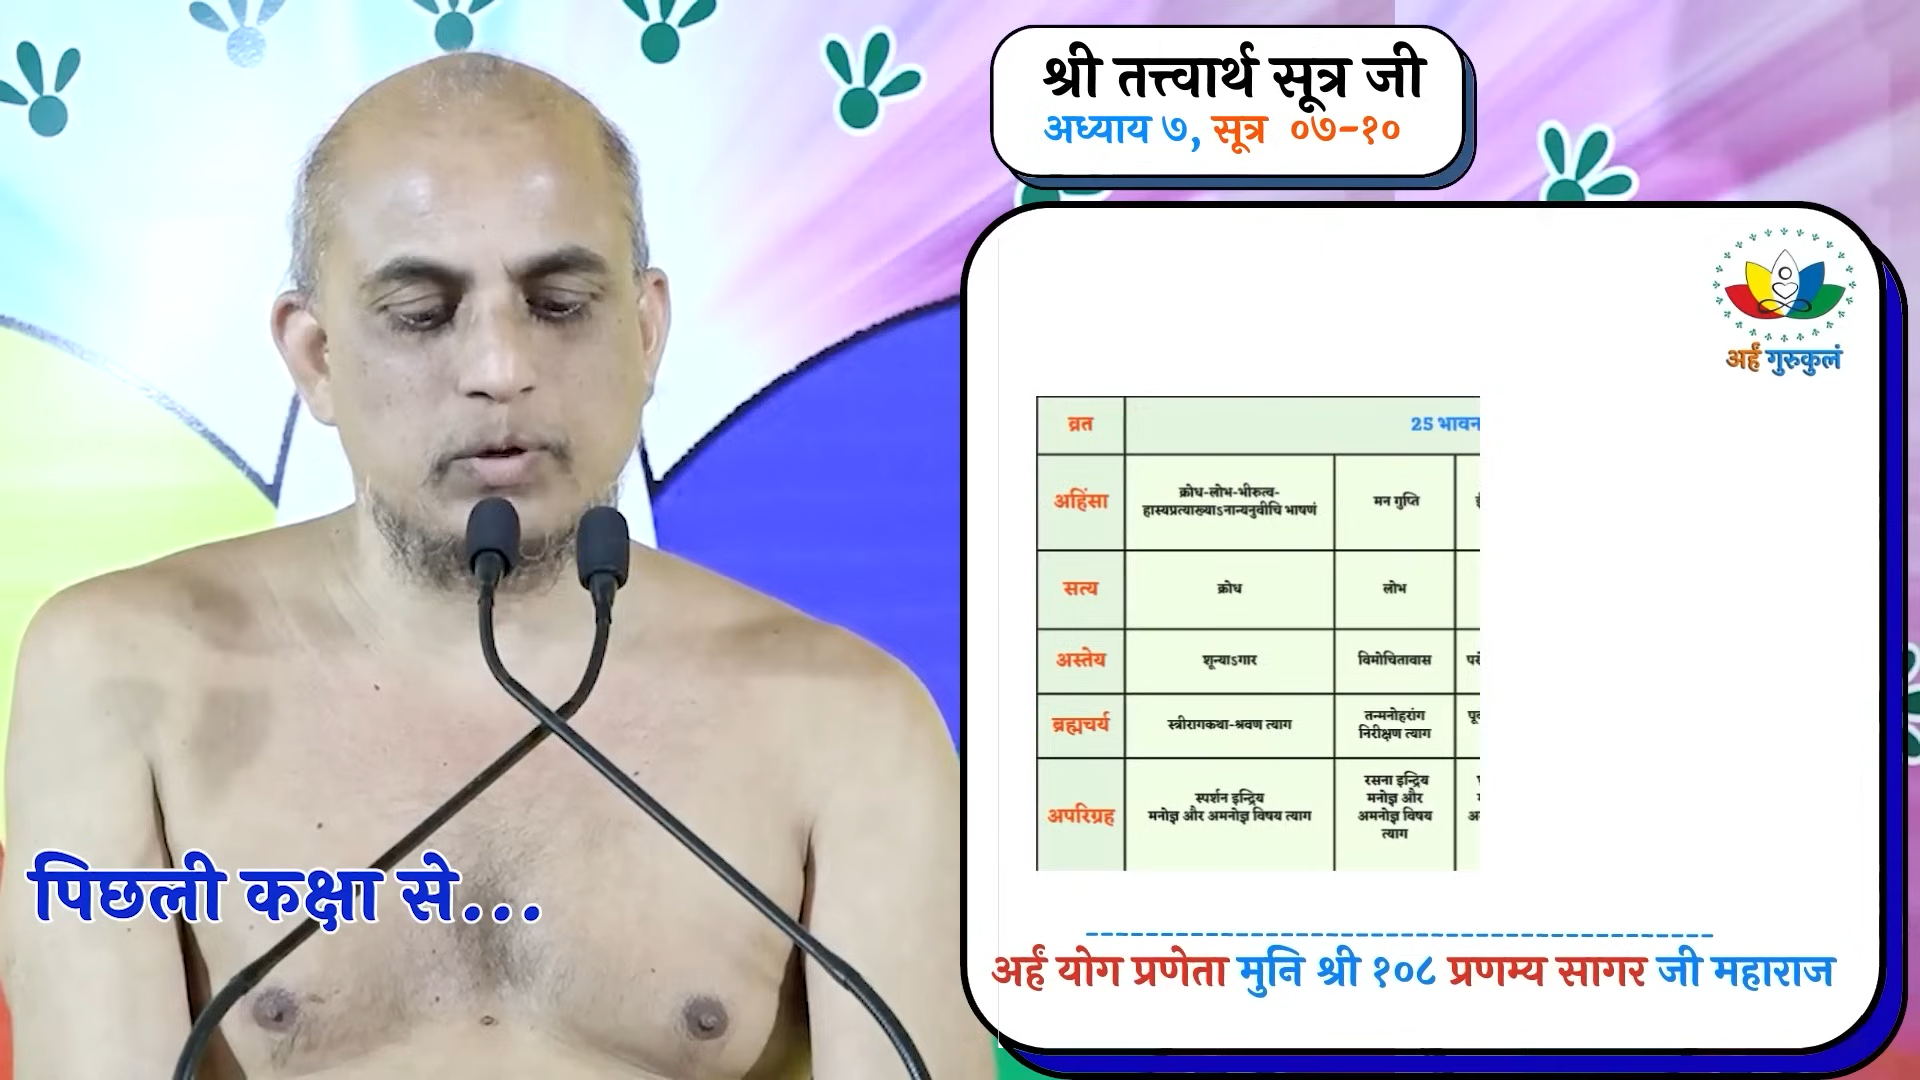 श्री तत्त्वार्थ सूत्र जी
अध्याय ७, सूत्र ०७-१०
अर्हं गुरुकुलं
व्रत
25
अहिंसा
क्रोध-लोभ-भीरुत्व-
हास्यप्रत्याख्याऽनान्यनुवीचि भाषणं
मन गुप्ति
सत्य
क्रोध
लोभ
अस्तेय
शून्याऽगार
विमोचितावास
ब्रह्मचर्य
स्त्रीरागकथा-श्रवण त्याग
तन्मनोहरांग
निरीक्षण त्याग
अपरिग्रह
स्पर्शन इन्द्रिय
मनोज्ञ और अमनोज्ञ विषय त्याग
रसना इन्द्रिय
मनोज्ञ और
अमनोज्ञ विषय
त्याग
पिछली कक्षा से...
अर्हं योग प्रणेता मुनि श्री १०८ प्रणम्य सागर जी महाराज